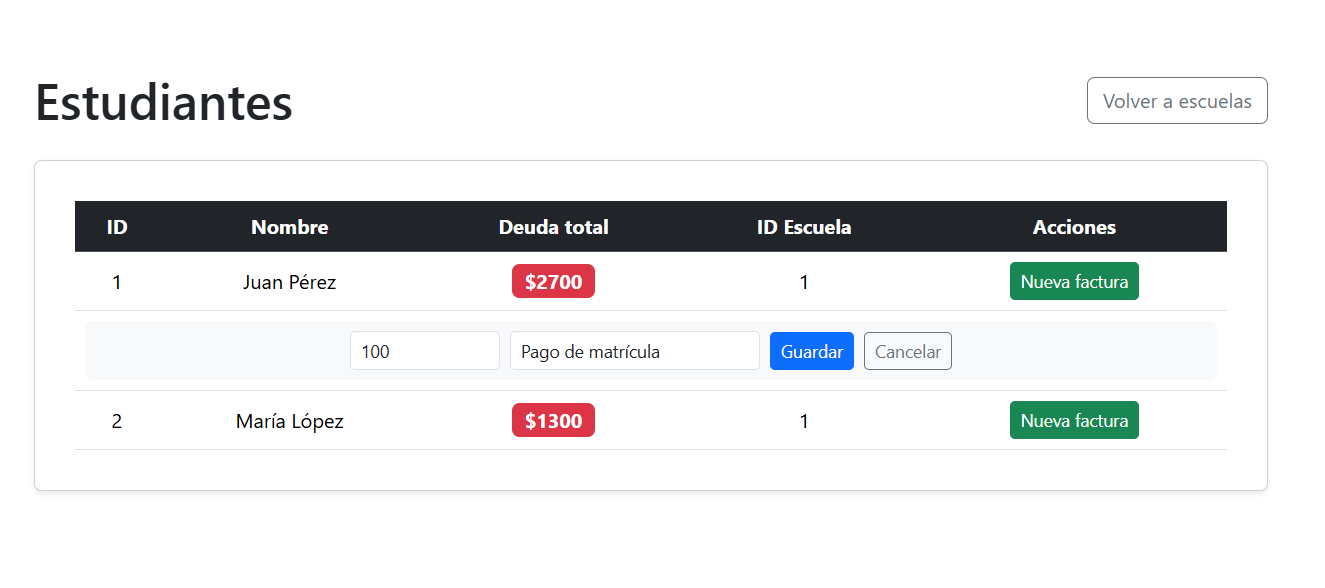 Estudiantes
Volver a escuelas
ID Nombre Deuda total ID Escuela Acciones
1 Juan Pérez $2700 1 Nueva factura
100 Pago de matrícula Guardar Cancelar
2 María López $1300 1 Nueva factura